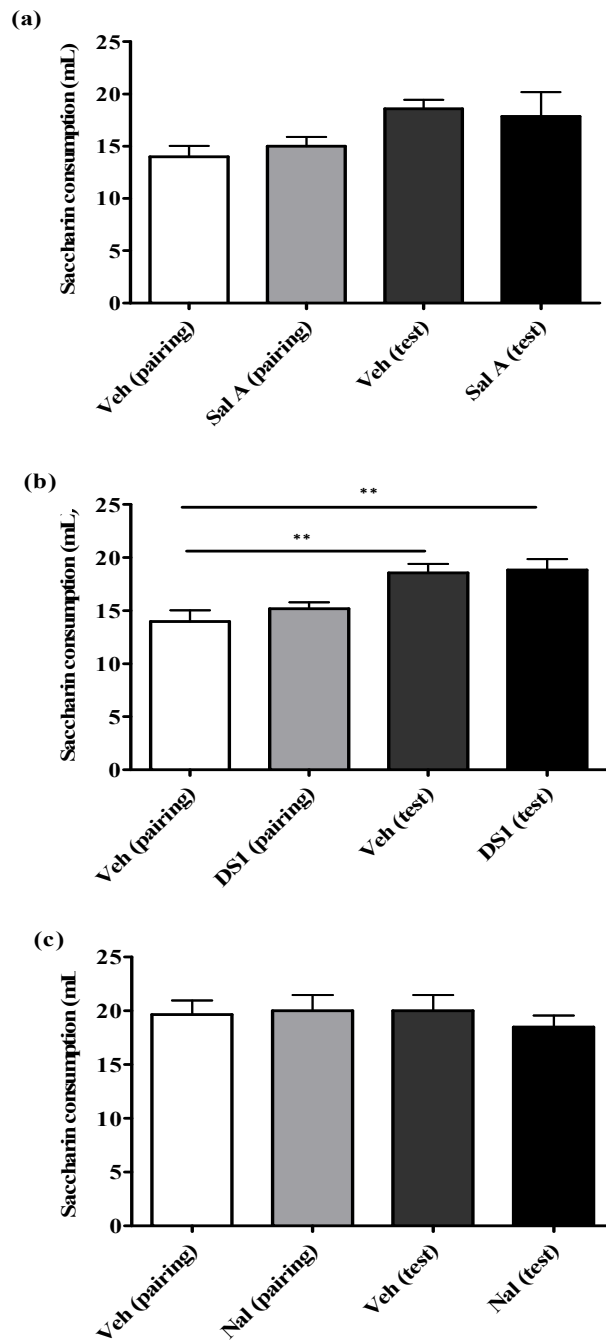 (a)
Saccharin consumption (mL)
25
20
15
10
5
0
Veh (pairing)
Sal A (pairing)
Veh (test)
Sal A (test)
(b)
Saccharin consumption (mL,
25
20
15
10
5
0
**
**
Veh (pairing)
DS1 (pairing)
Veh (test)
DS1 (test)
(c)
Saccharin consumption (mL
25
20
15
10
5
0
Veh (pairing)
Nal (pairing)
Veh (test)
Nal (test)